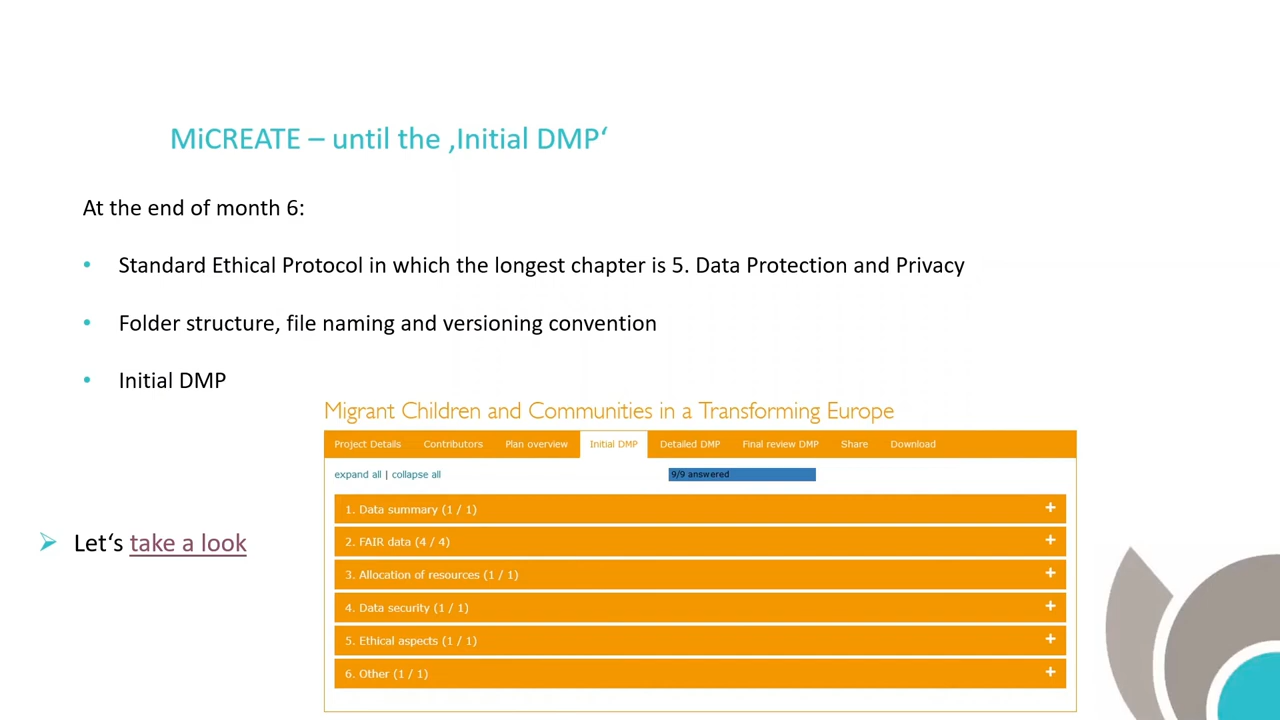 MiCREATE – until the ‚Initial DMP‘
At the end of month 6:
• Standard Ethical Protocol in which the longest chapter is 5. Data Protection and Privacy
• Folder structure, file naming and versioning convention
• Initial DMP
Migrant Children and Communities in a Transforming Europe
Project Details Contributors Plan overview Initial DMP Detailed DMP Final review DMP Share Download
expand all | collapse all 9/9 answered
1. Data summary (1 / 1) +
2. FAIR data (4 / 4) +
3. Allocation of resources (1 / 1) +
4. Data security (1 / 1) +
5. Ethical aspects (1 / 1) +
6. Other (1 / 1) +
Let‘s take a look